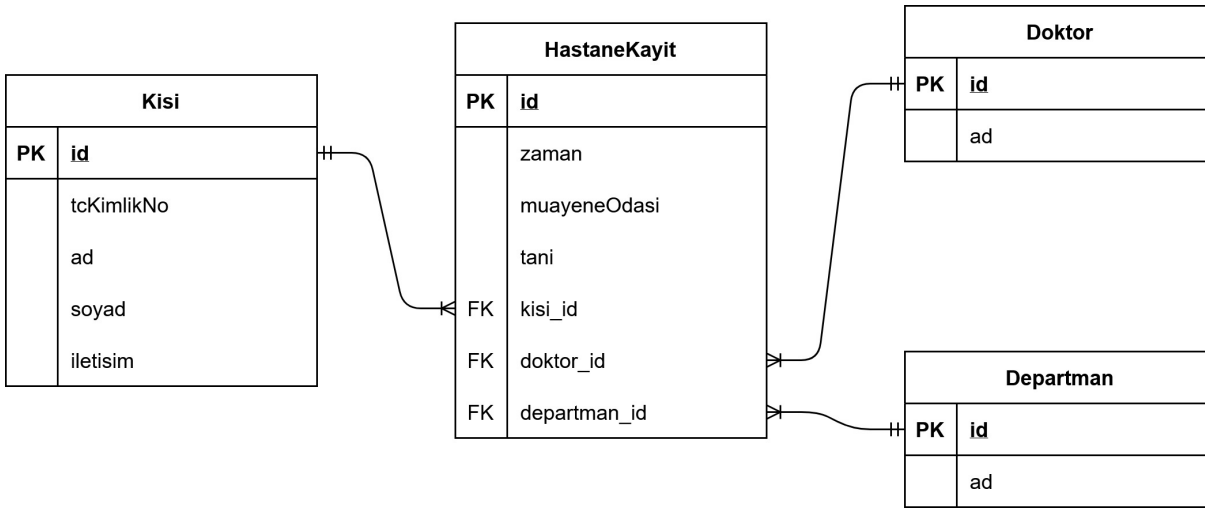 Kisi
PK id
tcKimlikNo
ad
soyad
iletisim
HastaneKayit
PK id
zaman
muayeneOdasi
tani
FK kisi_id
FK doktor_id
FK departman_id
Doktor
PK id
ad
Departman
PK id
ad